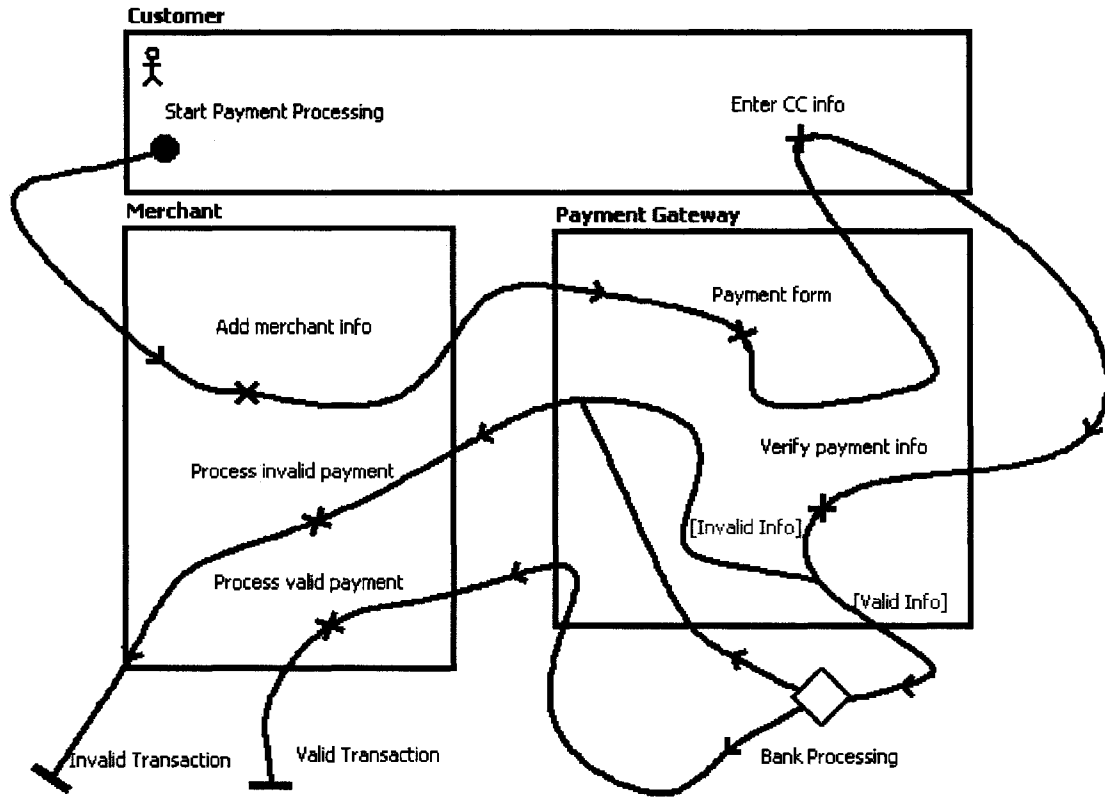 Customer
Start Payment Processing
Enter CC info
Merchant
Payment Gateway
Payment form
Add merchant info
Verify payment info
Process invalid payment
[Invalid Info]
Process valid payment
[Valid Info]
Invalid Transaction
Valid Transaction
Bank Processing